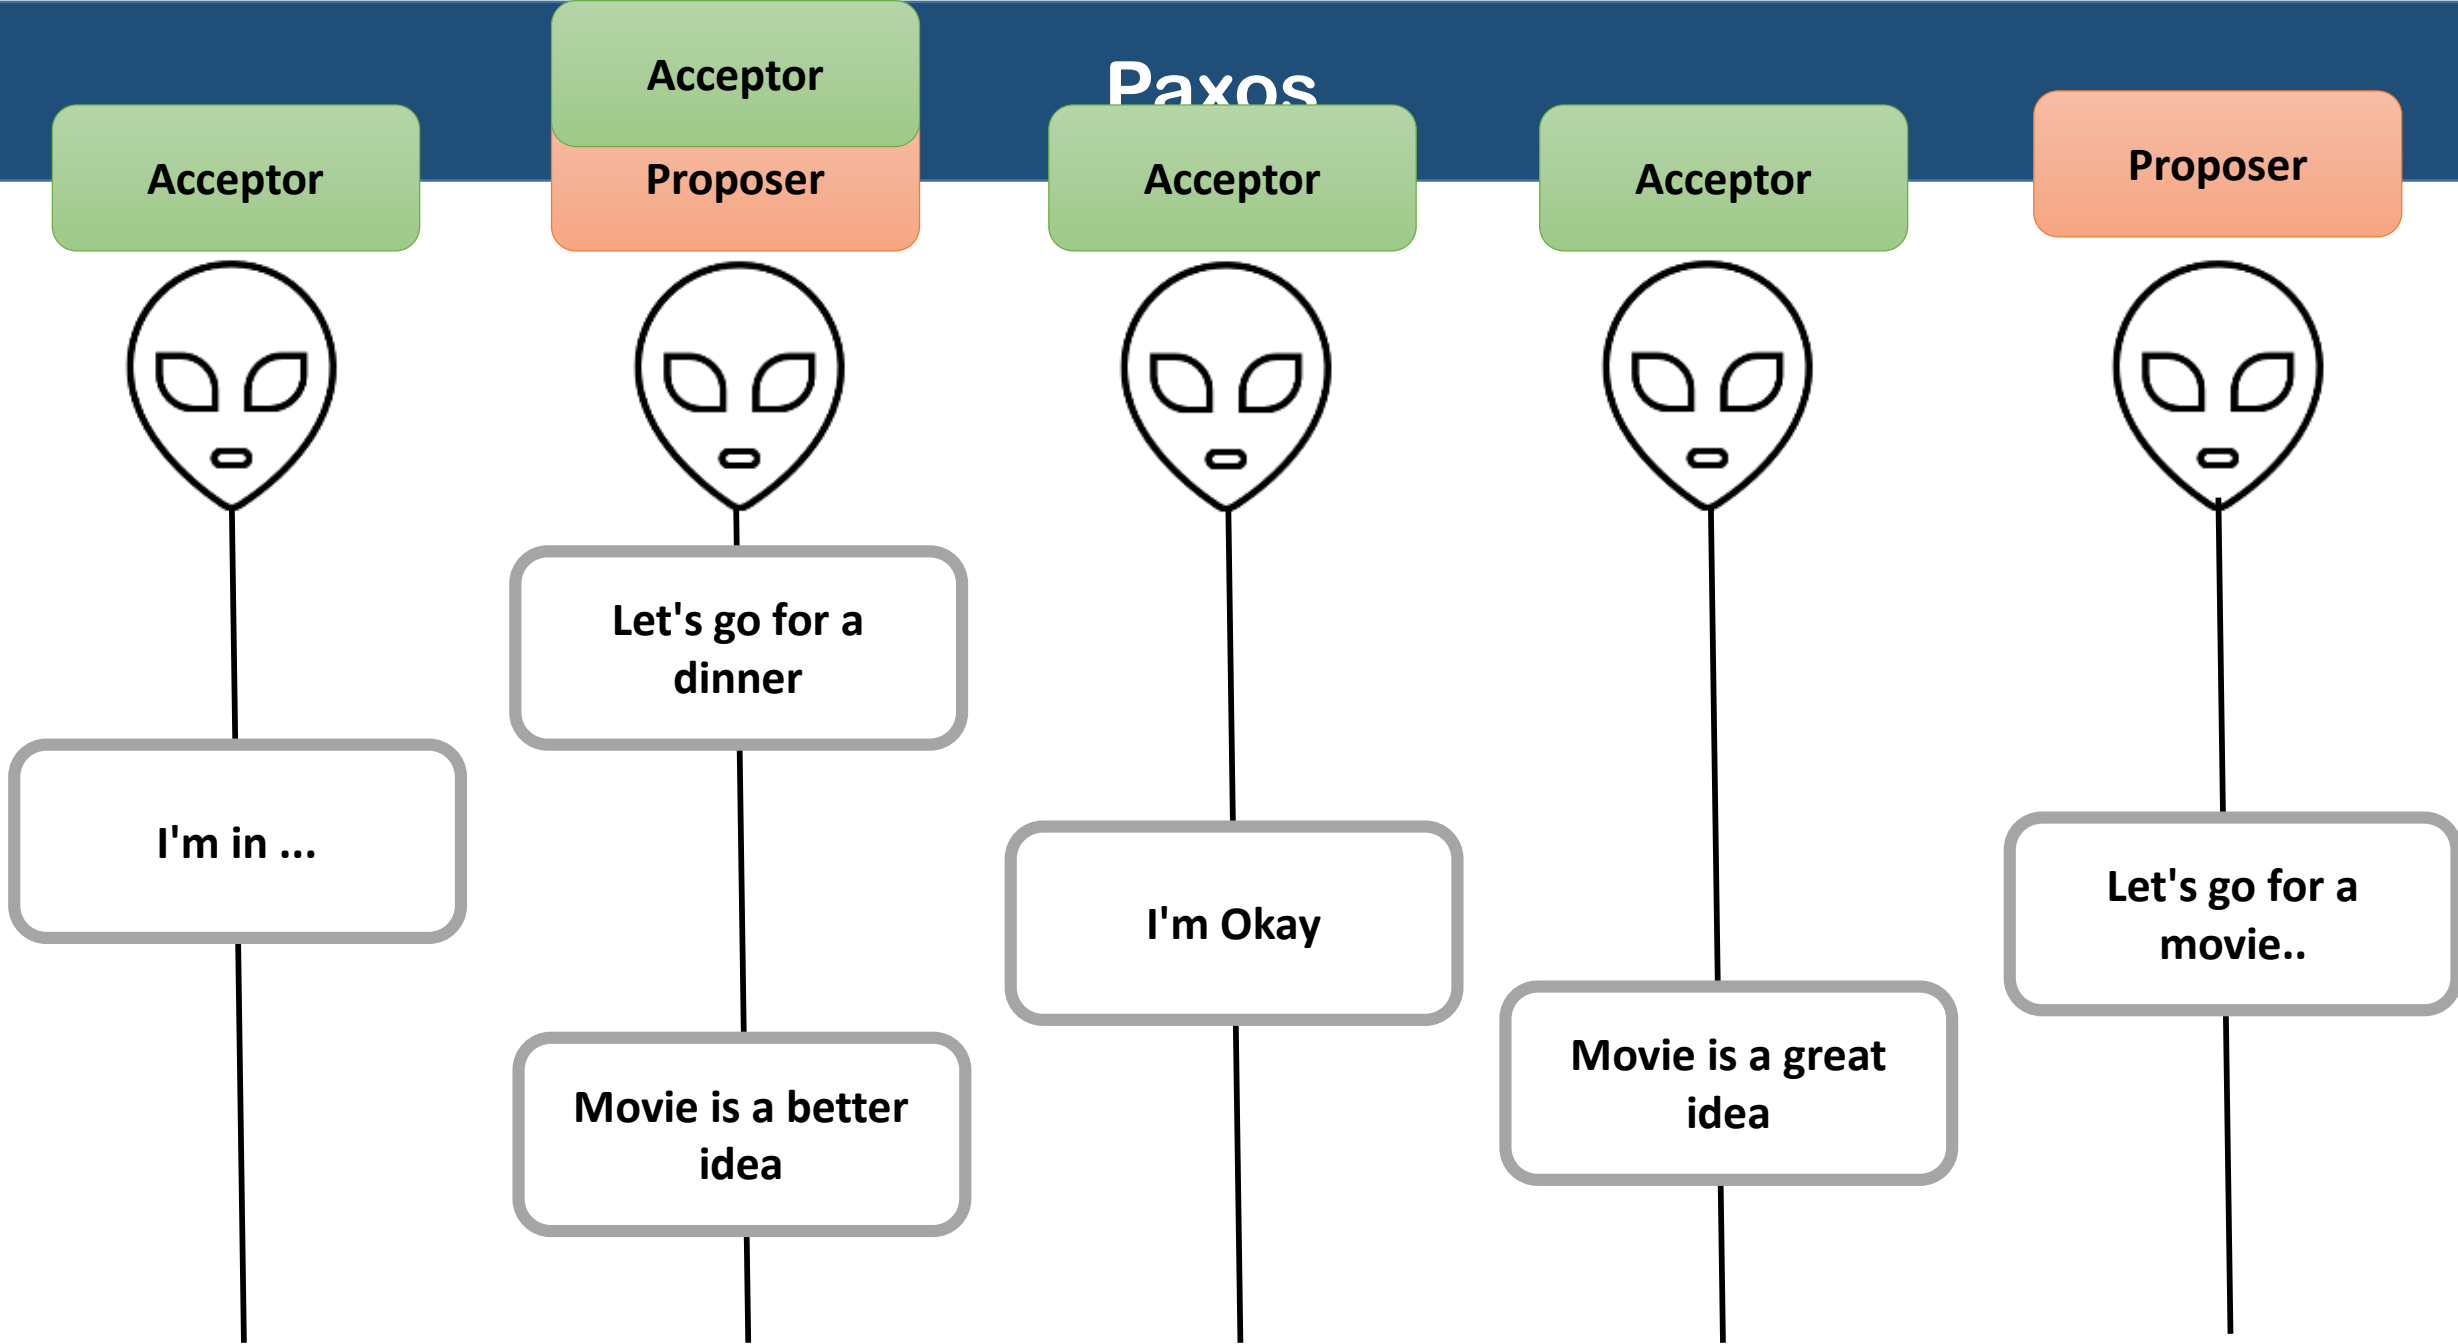 Paxos
Acceptor
Acceptor
Proposer
Acceptor
Acceptor
Proposer
Let's go for a
dinner
I'm in ...
I'm Okay
Let's go for a
movie..
Movie is a great
idea
Movie is a better
idea